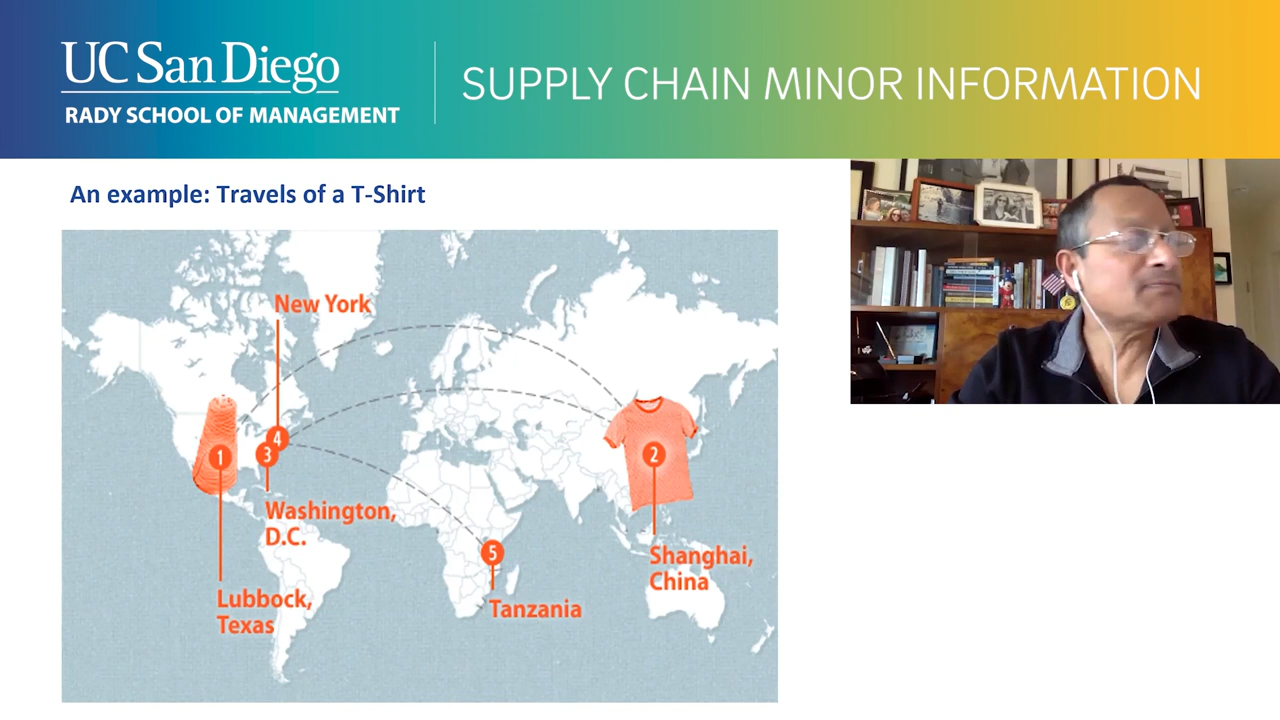 UC San Diego
RADY SCHOOL OF MANAGEMENT
SUPPLY CHAIN MINOR INFORMATION
An example: Travels of a T-Shirt
New York
1
4
3
2
Washington,
D.C.
5
Shanghai,
China
Lubbock,
Texas
Tanzania